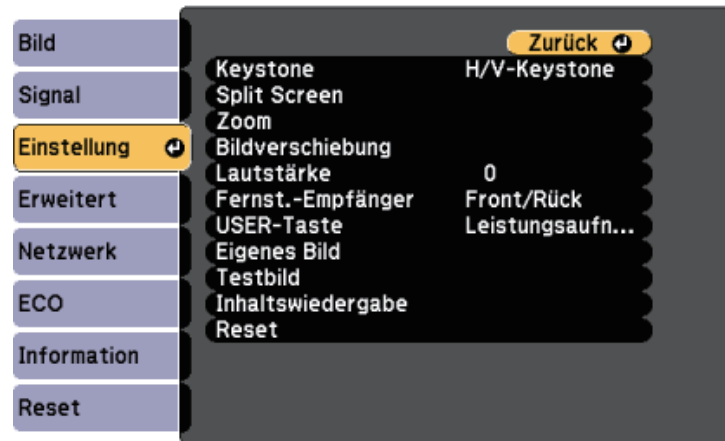 Bild
Signal
Einstellung
Erweitert
Netzwerk
ECO
Information
Reset
Zurück
Keystone H/V-Keystone
Split Screen
Zoom
Bildverschiebung
Lautstärke 0
Fernst.-Empfänger Front/Rück
USER-Taste Leistungsaufn...
Eigenes Bild
Testbild
Inhaltswiedergabe
Reset